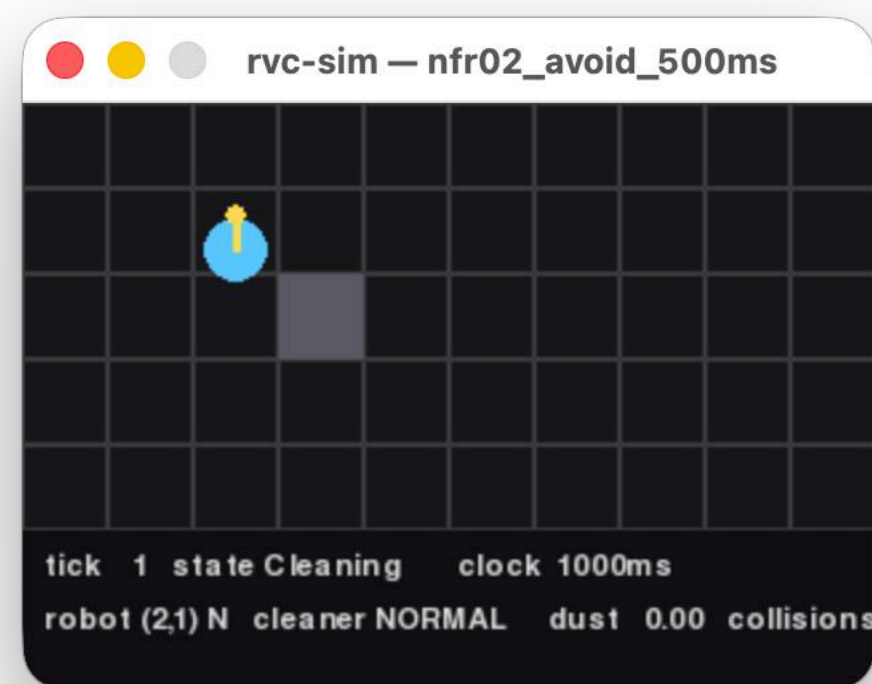 rvc-sim — nfr02_avoid_500ms
tick 1 state Cleaning clock 1000ms
robot (2,1) N cleaner NORMAL dust 0.00 collisions